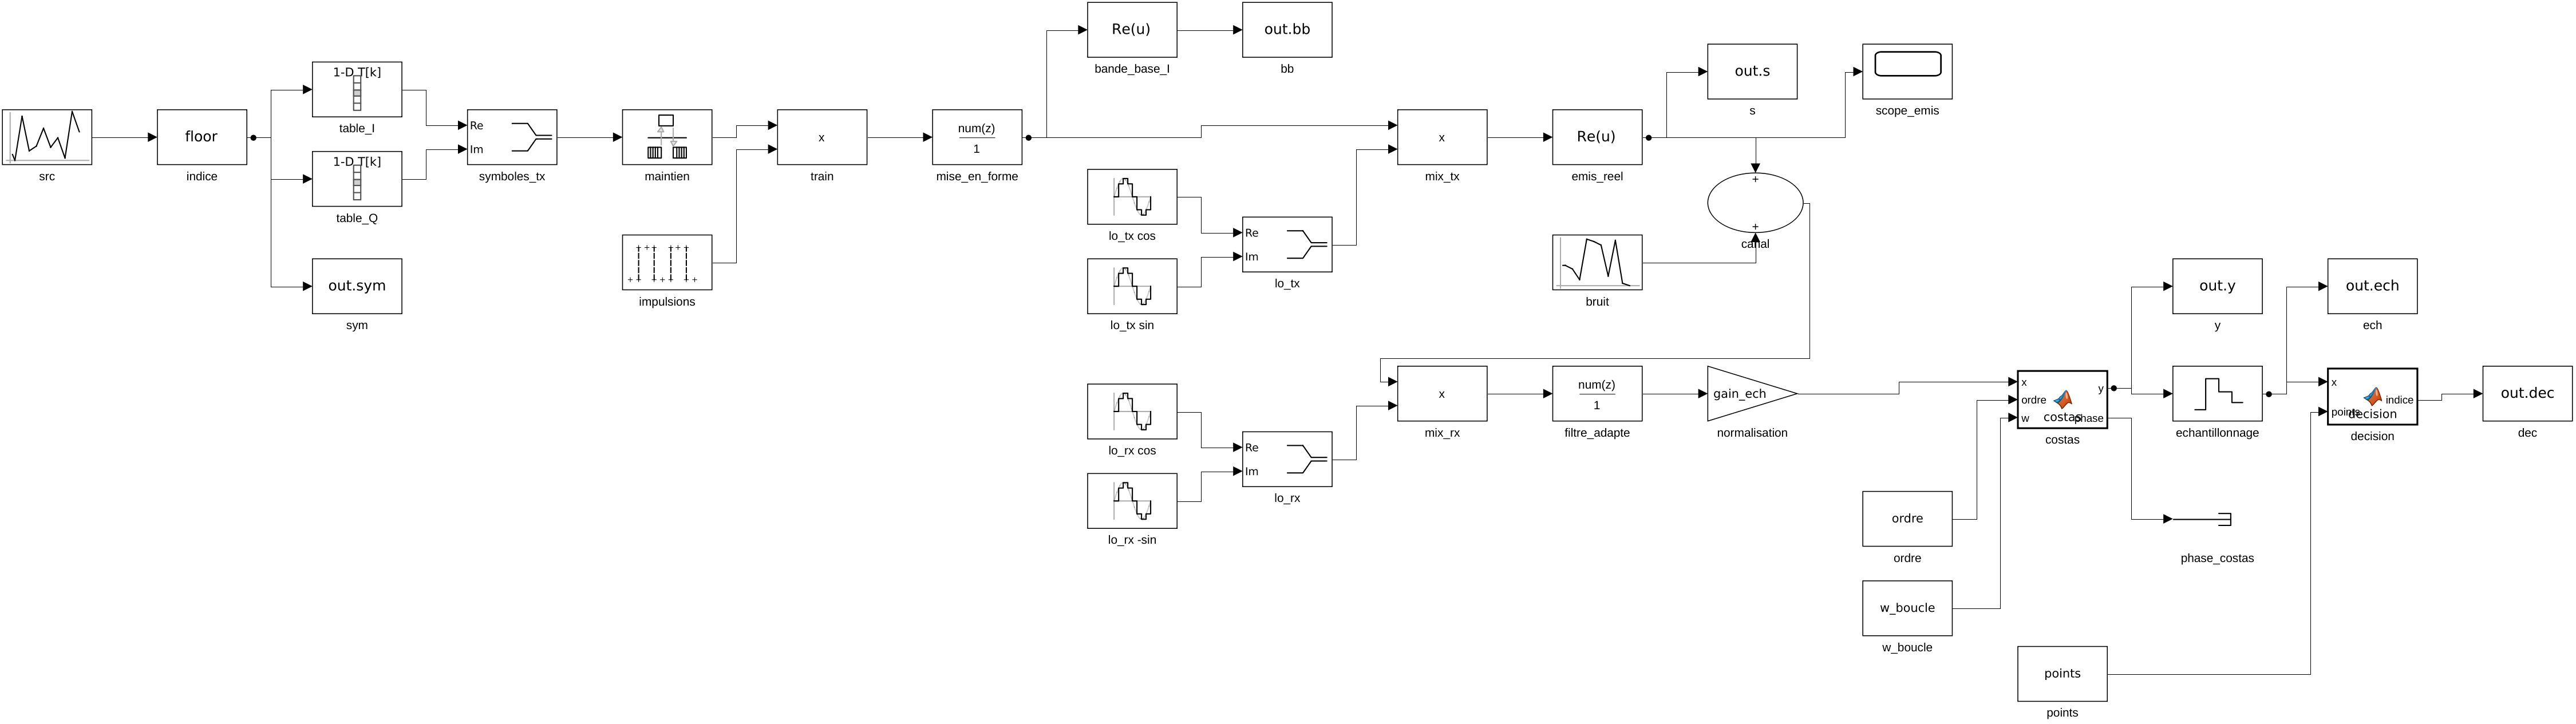 Re(u)
bande_base_I
out.bb
bb
out.s
s
scope_emis
src
floor
indice
1-D T[k]
table_I
1-D T[k]
table_Q
out.sym
sym
Re
Im
symboles_tx
maintien
impulsions
x
train
num(z)
1
mise_en_forme
lo_tx cos
lo_tx sin
Re
Im
lo_tx
x
mix_tx
Re(u)
emis_reel
+
+
canal
bruit
lo_rx cos
lo_rx -sin
Re
Im
lo_rx
x
mix_rx
num(z)
1
filtre_adapte
gain_ech
normalisation
x
ordre
w
y
phase
costas
costas
ordre
ordre
w_boucle
w_boucle
points
points
out.y
y
echantillonnage
phase_costas
out.ech
ech
x
points
indice
decision
decision
out.dec
dec